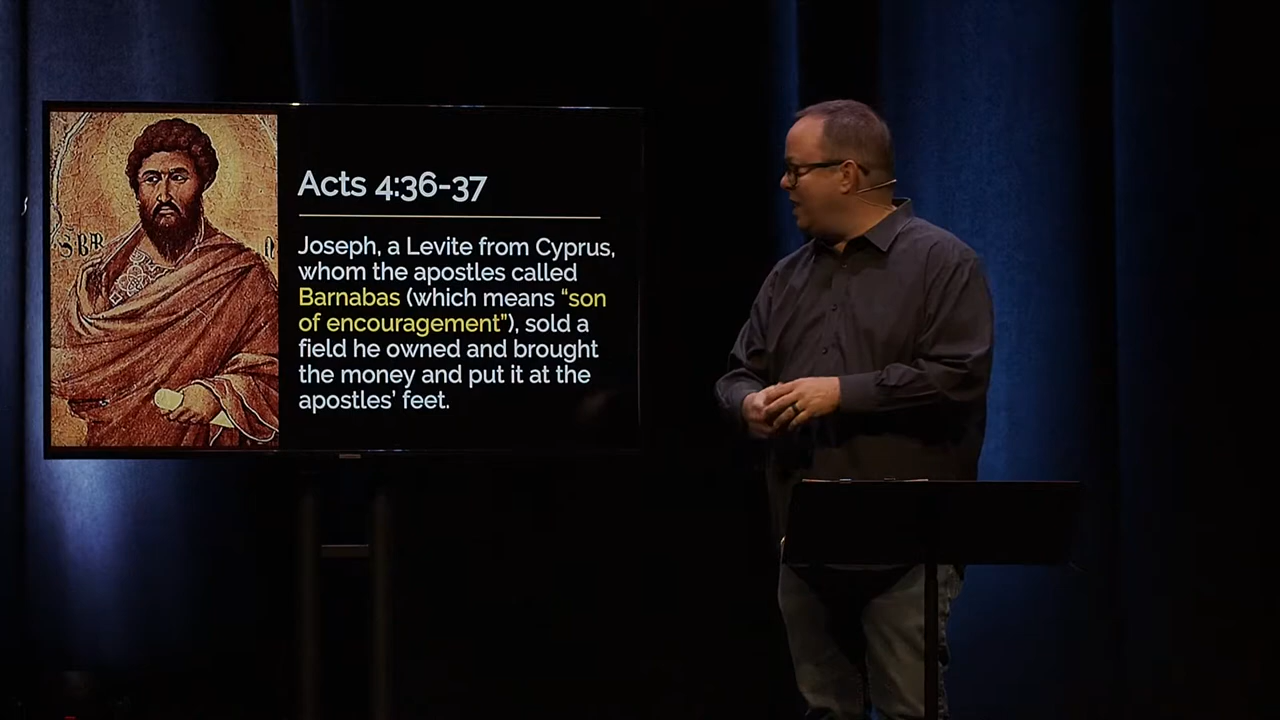 Acts 4:36-37
Joseph, a Levite from Cyprus,
whom the apostles called
Barnabas (which means “son
of encouragement”), sold a
field he owned and brought
the money and put it at the
apostles’ feet.